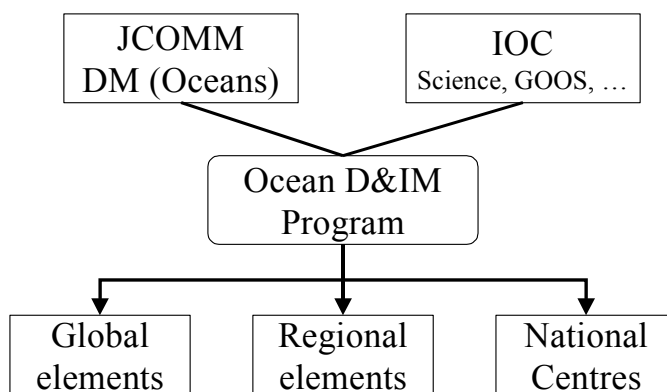 JCOMM
DM (Oceans)
IOC
Science, GOOS, …
Ocean D&IM
Program
Global
elements
Regional
elements
National
Centres